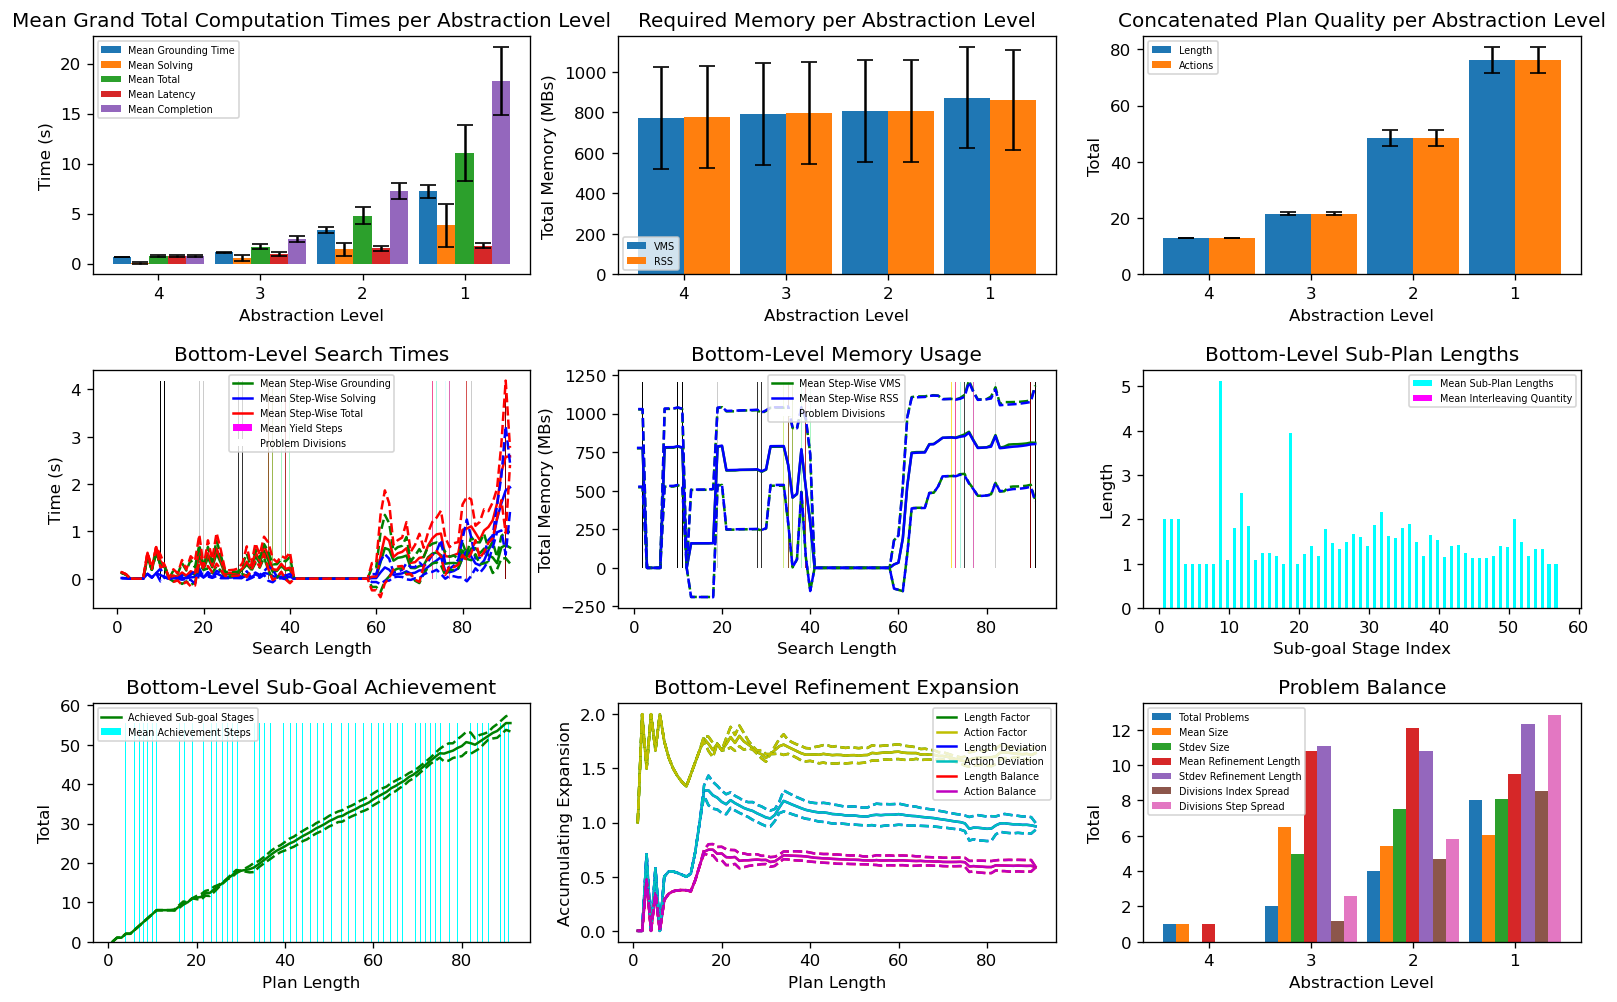 Mean Grand Total Computation Times per Abstraction Level
Time (s)
20
15
10
5
0
Mean Grounding Time
Mean Solving
Mean Total
Mean Latency
Mean Completion
4 3 2 1
Abstraction Level
Required Memory per Abstraction Level
Total Memory (MBs)
1000
800
600
400
200
0
VMS
RSS
4 3 2 1
Abstraction Level
Concatenated Plan Quality per Abstraction Level
Total
80
60
40
20
0
Length
Actions
4 3 2 1
Abstraction Level
Bottom-Level Search Times
Time (s)
4
3
2
1
0
Mean Step-Wise Grounding
Mean Step-Wise Solving
Mean Step-Wise Total
Mean Yield Steps
Problem Divisions
0 20 40 60 80
Search Length
Bottom-Level Memory Usage
Total Memory (MBs)
1250
1000
750
500
250
0
−250
Mean Step-Wise VMS
Mean Step-Wise RSS
Problem Divisions
0 20 40 60 80
Search Length
Bottom-Level Sub-Plan Lengths
Length
5
4
3
2
1
0
Mean Sub-Plan Lengths
Mean Interleaving Quantity
0 10 20 30 40 50 60
Sub-goal Stage Index
Bottom-Level Sub-Goal Achievement
Total
60
50
40
30
20
10
0
Achieved Sub-goal Stages
Mean Achievement Steps
0 20 40 60 80
Plan Length
Bottom-Level Refinement Expansion
Accumulating Expansion
2.0
1.5
1.0
0.5
0.0
Length Factor
Action Factor
Length Deviation
Action Deviation
Length Balance
Action Balance
0 20 40 60 80
Plan Length
Problem Balance
Total
12
10
8
6
4
2
0
Total Problems
Mean Size
Stdev Size
Mean Refinement Length
Stdev Refinement Length
Divisions Index Spread
Divisions Step Spread
4 3 2 1
Abstraction Level